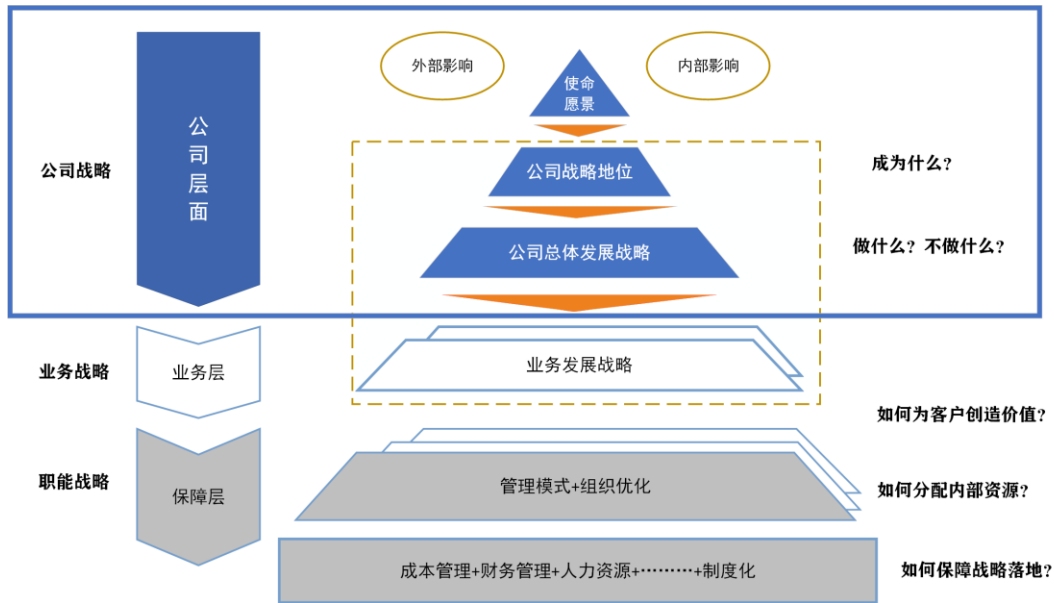 外部影响
内部影响
使命
愿景
公司战略
公司层面
公司战略地位
成为什么？
公司总体发展战略
做什么？不做什么？
业务战略
业务层
业务发展战略
如何为客户创造价值？
职能战略
保障层
管理模式+组织优化
如何分配内部资源？
成本管理+财务管理+人力资源+………+制度化
如何保障战略落地？